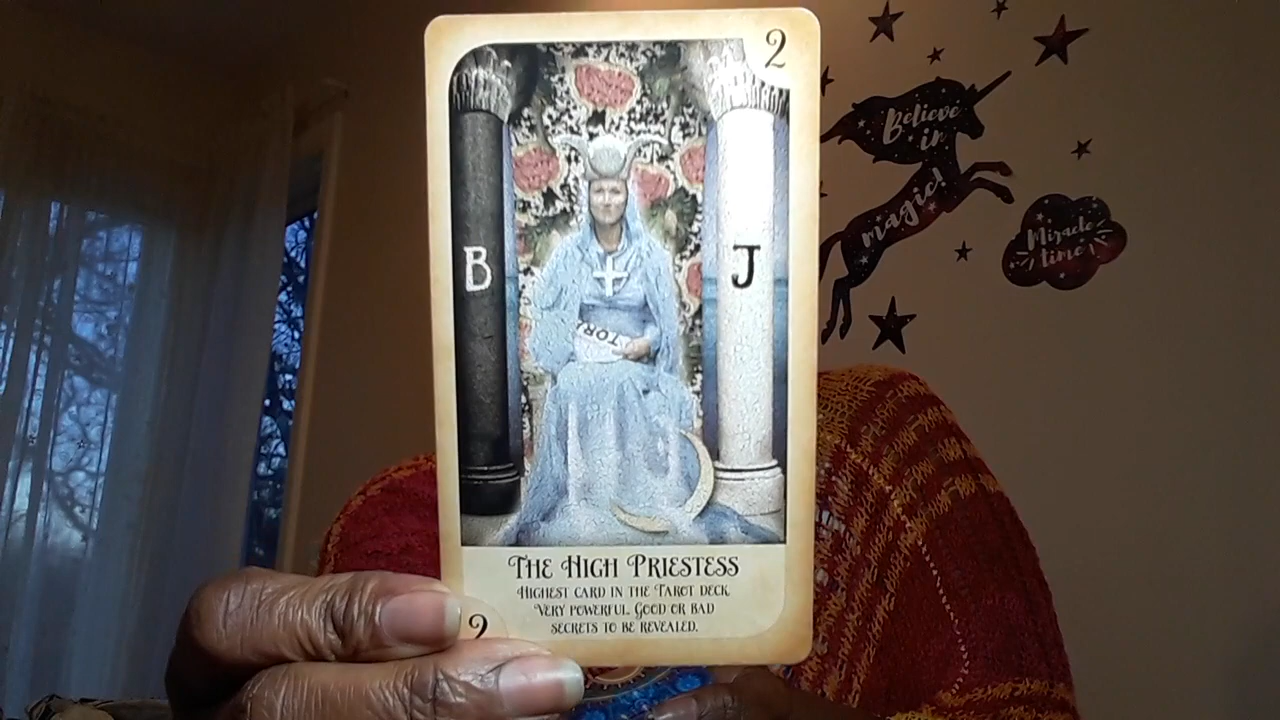 2
B
J
TORA
THE HIGH PRIESTESS
HIGHEST CARD IN THE TAROT DECK
VERY POWERFUL. GOOD OR BAD
SECRETS TO BE REVEALED.
2
Believe
in
magic!
Miracle
time